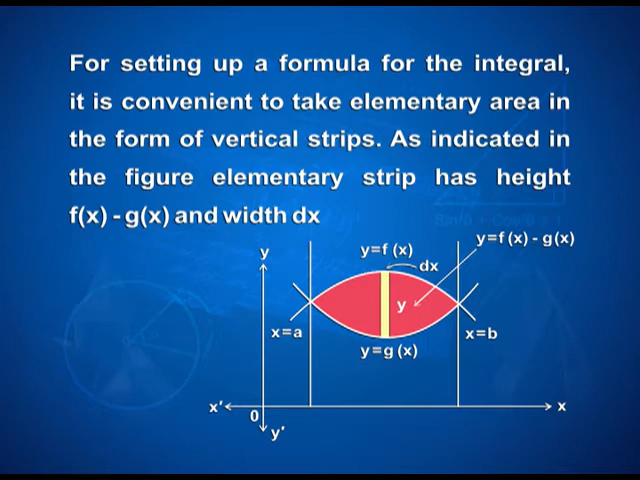 For setting up a formula for the integral,
it is convenient to take elementary area in
the form of vertical strips. As indicated in
the figure elementary strip has height
f(x) - g(x) and width dx
y=f (x) - g(x)
y
y=f (x)
dx
y
x=a
x=b
y=g (x)
x'
x
0
y'